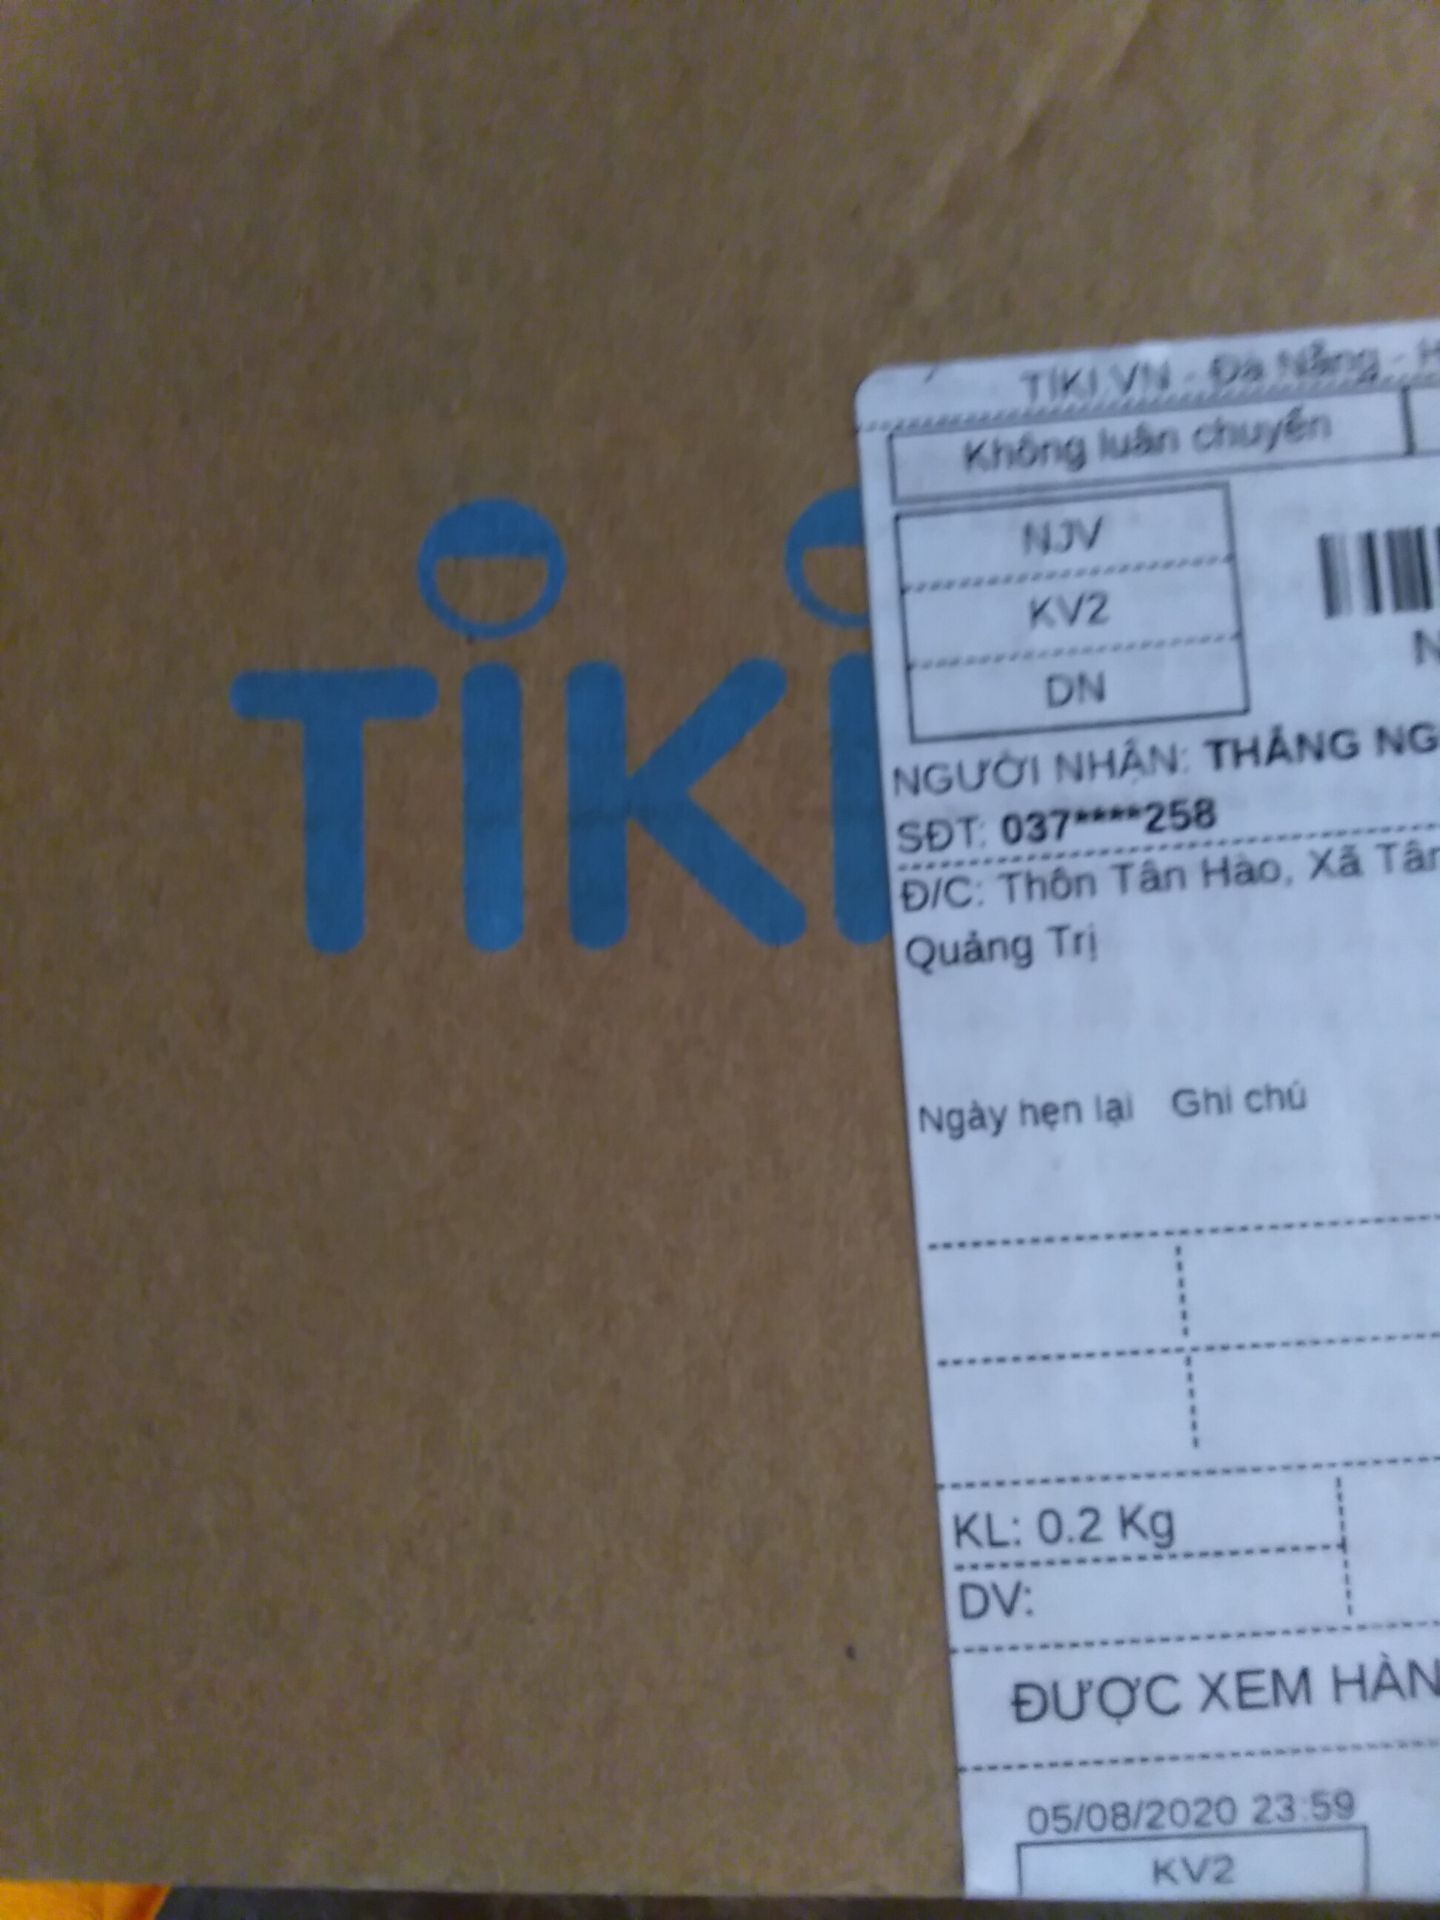 TiKi
TIKI.VN - Đà Nẵng - H
Không luân chuyển
NJV
KV2
DN
N
NGƯỜI NHẬN: THĂNG NG
SĐT: 037****258
Đ/C: Thôn Tân Hào, Xã Tân
Quảng Trị
Ngày hẹn lại Ghi chú
KL: 0.2 Kg
DV:
ĐƯỢC XEM HÀN
05/08/2020 23:59
KV2